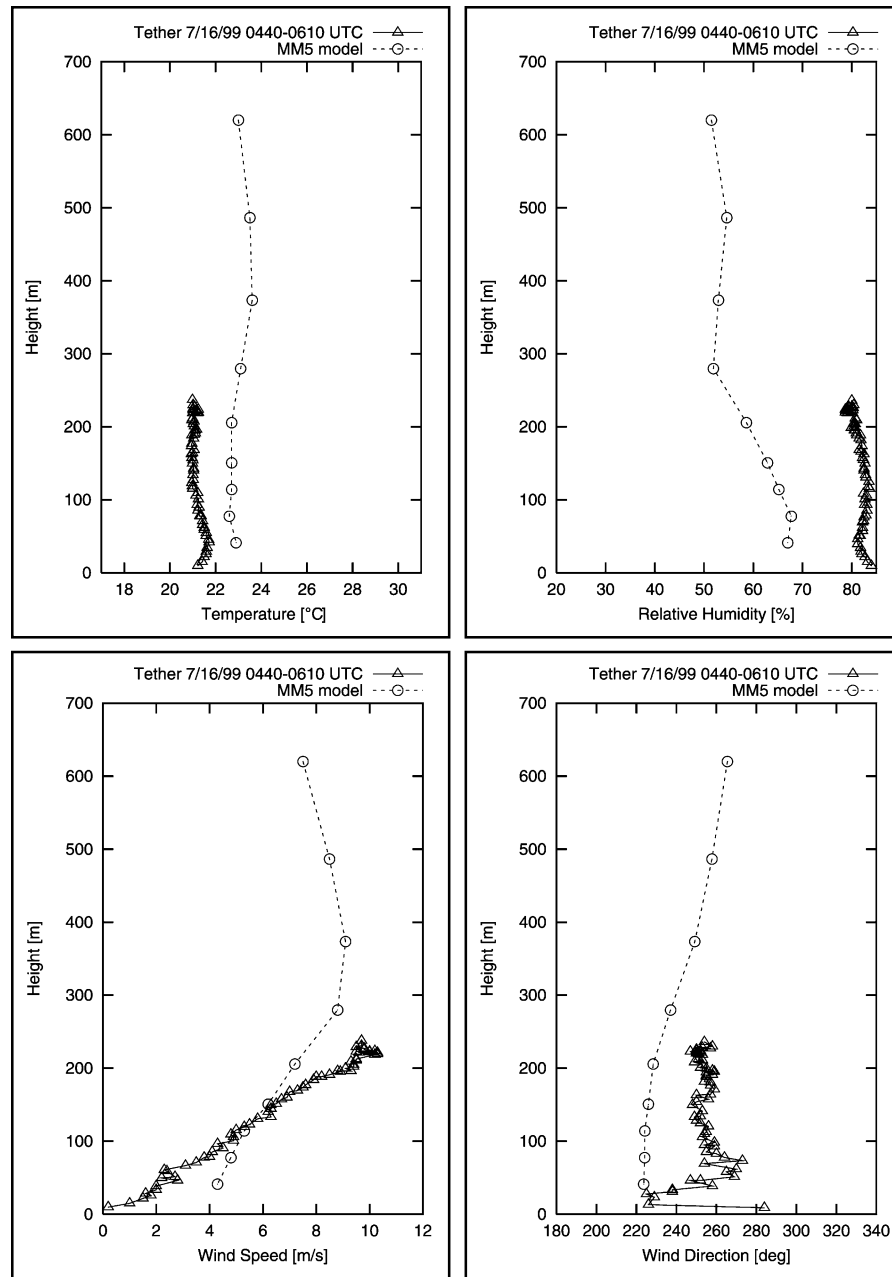 Tether 7/16/99 0440-0610 UTC
MM5 model
700
600
500
400
300
200
100
0
Height [m]
18 20 22 24 26 28 30
Temperature [°C]
Tether 7/16/99 0440-0610 UTC
MM5 model
700
600
500
400
300
200
100
0
Height [m]
20 30 40 50 60 70 80
Relative Humidity [%]
Tether 7/16/99 0440-0610 UTC
MM5 model
700
600
500
400
300
200
100
0
Height [m]
0 2 4 6 8 10 12
Wind Speed [m/s]
Tether 7/16/99 0440-0610 UTC
MM5 model
700
600
500
400
300
200
100
0
Height [m]
180 200 220 240 260 280 300 320 340
Wind Direction [deg]